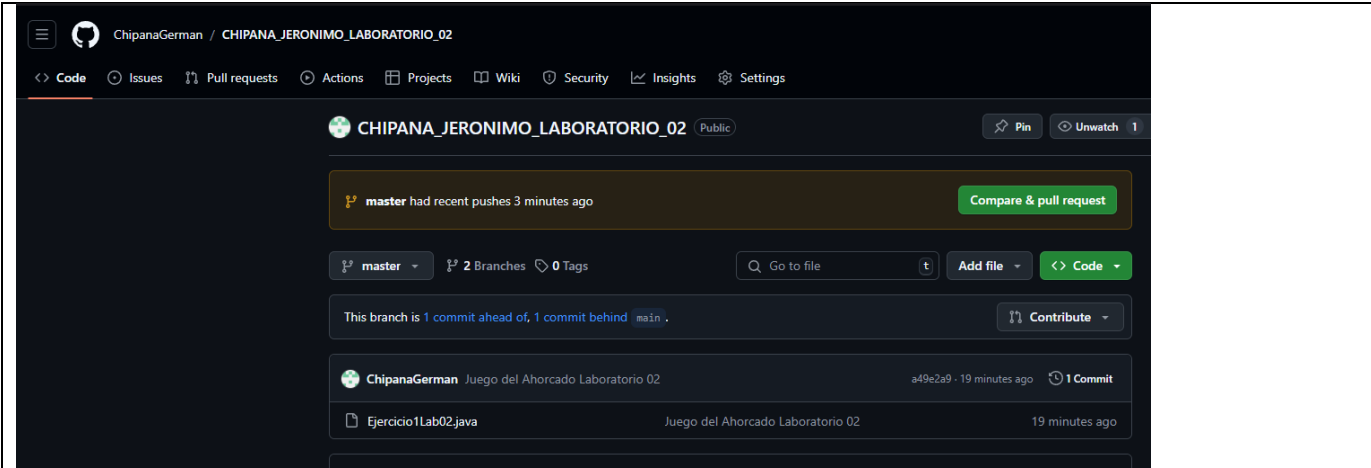 ChipanaGerman / CHIPANA_JERONIMO_LABORATORIO_02
Code Issues Pull requests Actions Projects Wiki Security Insights Settings
CHIPANA_JERONIMO_LABORATORIO_02 Public Pin Unwatch 1
master had recent pushes 3 minutes ago Compare & pull request
master 2 Branches 0 Tags Go to file t Add file <> Code
This branch is 1 commit ahead of, 1 commit behind main . Contribute
ChipanaGerman Juego del Ahorcado Laboratorio 02 a49e2a9 · 19 minutes ago 1 Commit
Ejercicio1Lab02.java Juego del Ahorcado Laboratorio 02 19 minutes ago